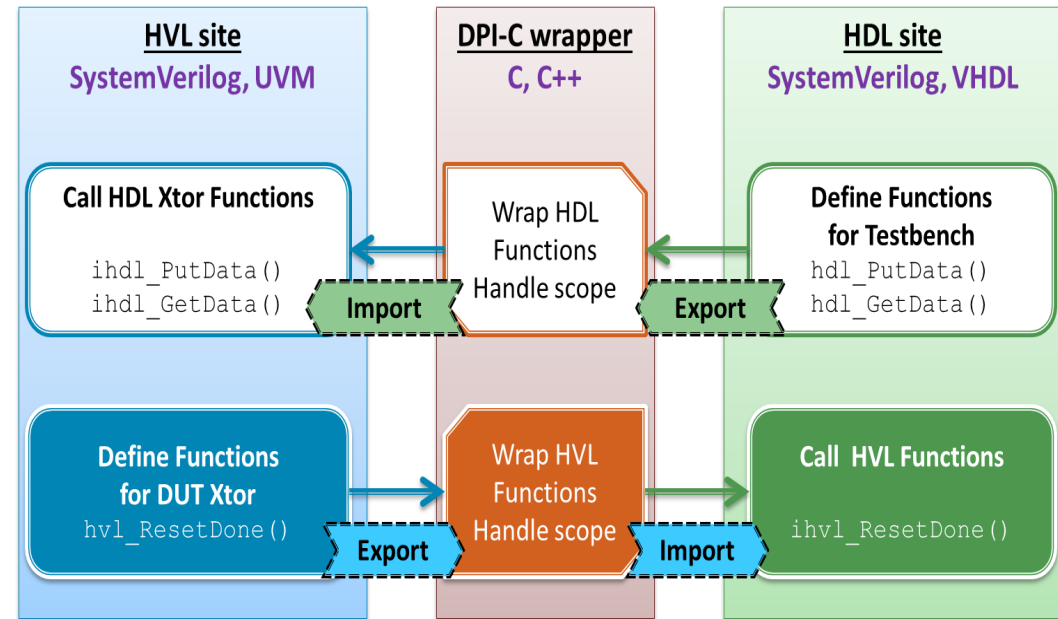 HVL site
SystemVerilog, UVM
DPI-C wrapper
C, C++
HDL site
SystemVerilog, VHDL
Call HDL Xtor Functions
ihdl_PutData()
ihdl_GetData()
Import
Wrap HDL
Functions
Handle scope
Export
Define Functions
for Testbench
hdl_PutData()
hdl_GetData()
Define Functions
for DUT Xtor
hvl_ResetDone()
Export
Wrap HVL
Functions
Handle scope
Import
Call HVL Functions
ihvl_ResetDone()